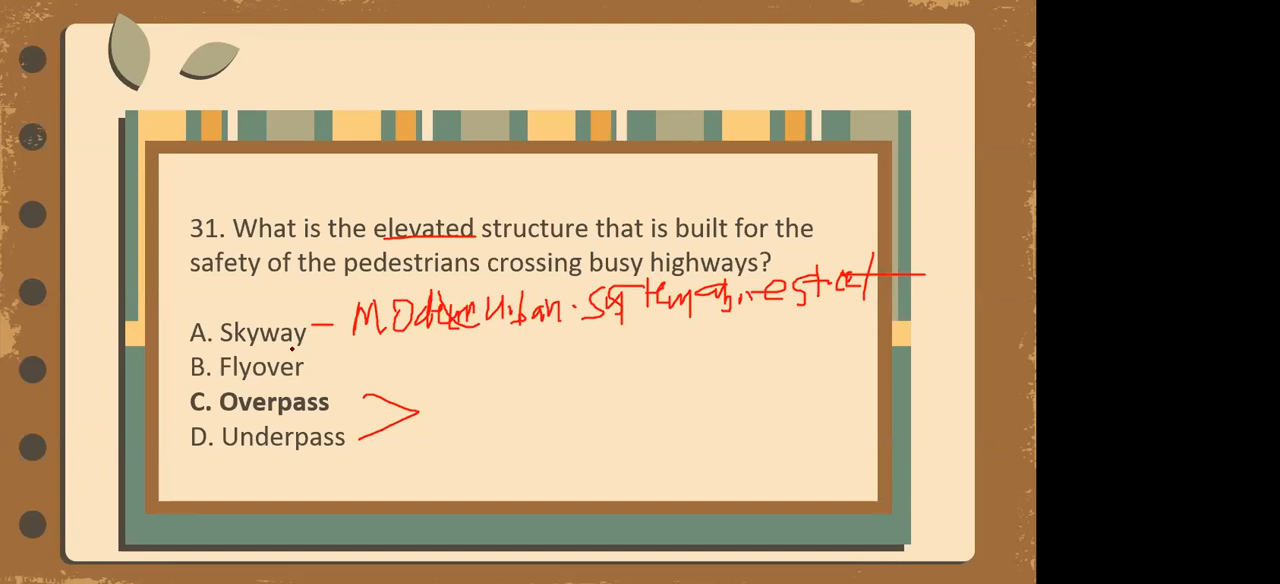 31. What is the elevated structure that is built for the
safety of the pedestrians crossing busy highways?
A. Skyway – urban
B. Flyover
C. Overpass
D. Underpass